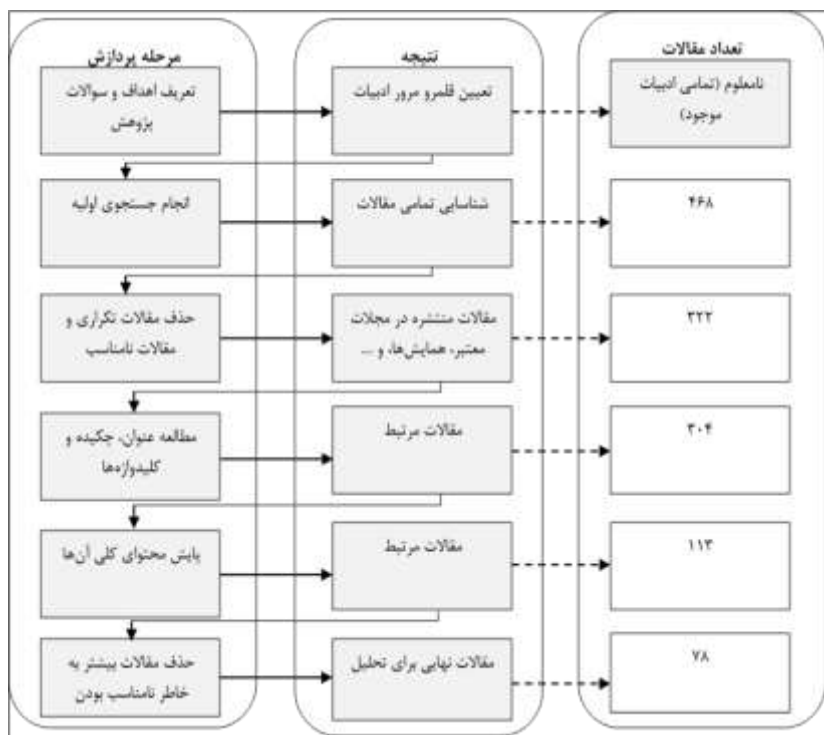 تعداد مقالات
نامعلوم (تمامی ادبیات
موجود)
۴۶۸
۳۲۲
۳۰۴
۱۱۳
۷۸
نتیجه
تعیین قلمرو مرور ادبیات
شناسایی تمامی مقالات
مقالات منتشره در مجلات
معتبر، همایش‌ها، و ...
مقالات مرتبط
مقالات مرتبط
مقالات نهایی برای تحلیل
مرحله پردازش
تعریف اهداف و سوالات
پژوهش
انجام جستجوی اولیه
حذف مقالات تکراری و
مقالات نامناسب
مطالعه عنوان، چکیده و
کلیدواژه‌ها
پایش محتوای کلی آن‌ها
حذف مقالات بیشتر به
خاطر نامناسب بودن